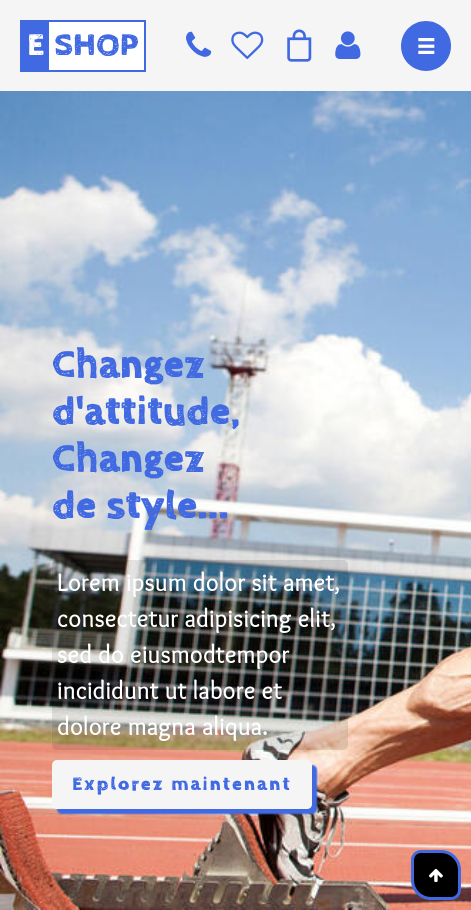 E SHOP
Changez
d'attitude,
Changez
de style...
Lorem ipsum dolor sit amet,
consectetur adipisicing elit,
sed do eiusmodtempor
incididunt ut labore et
dolore magna aliqua.
Explorez maintenant